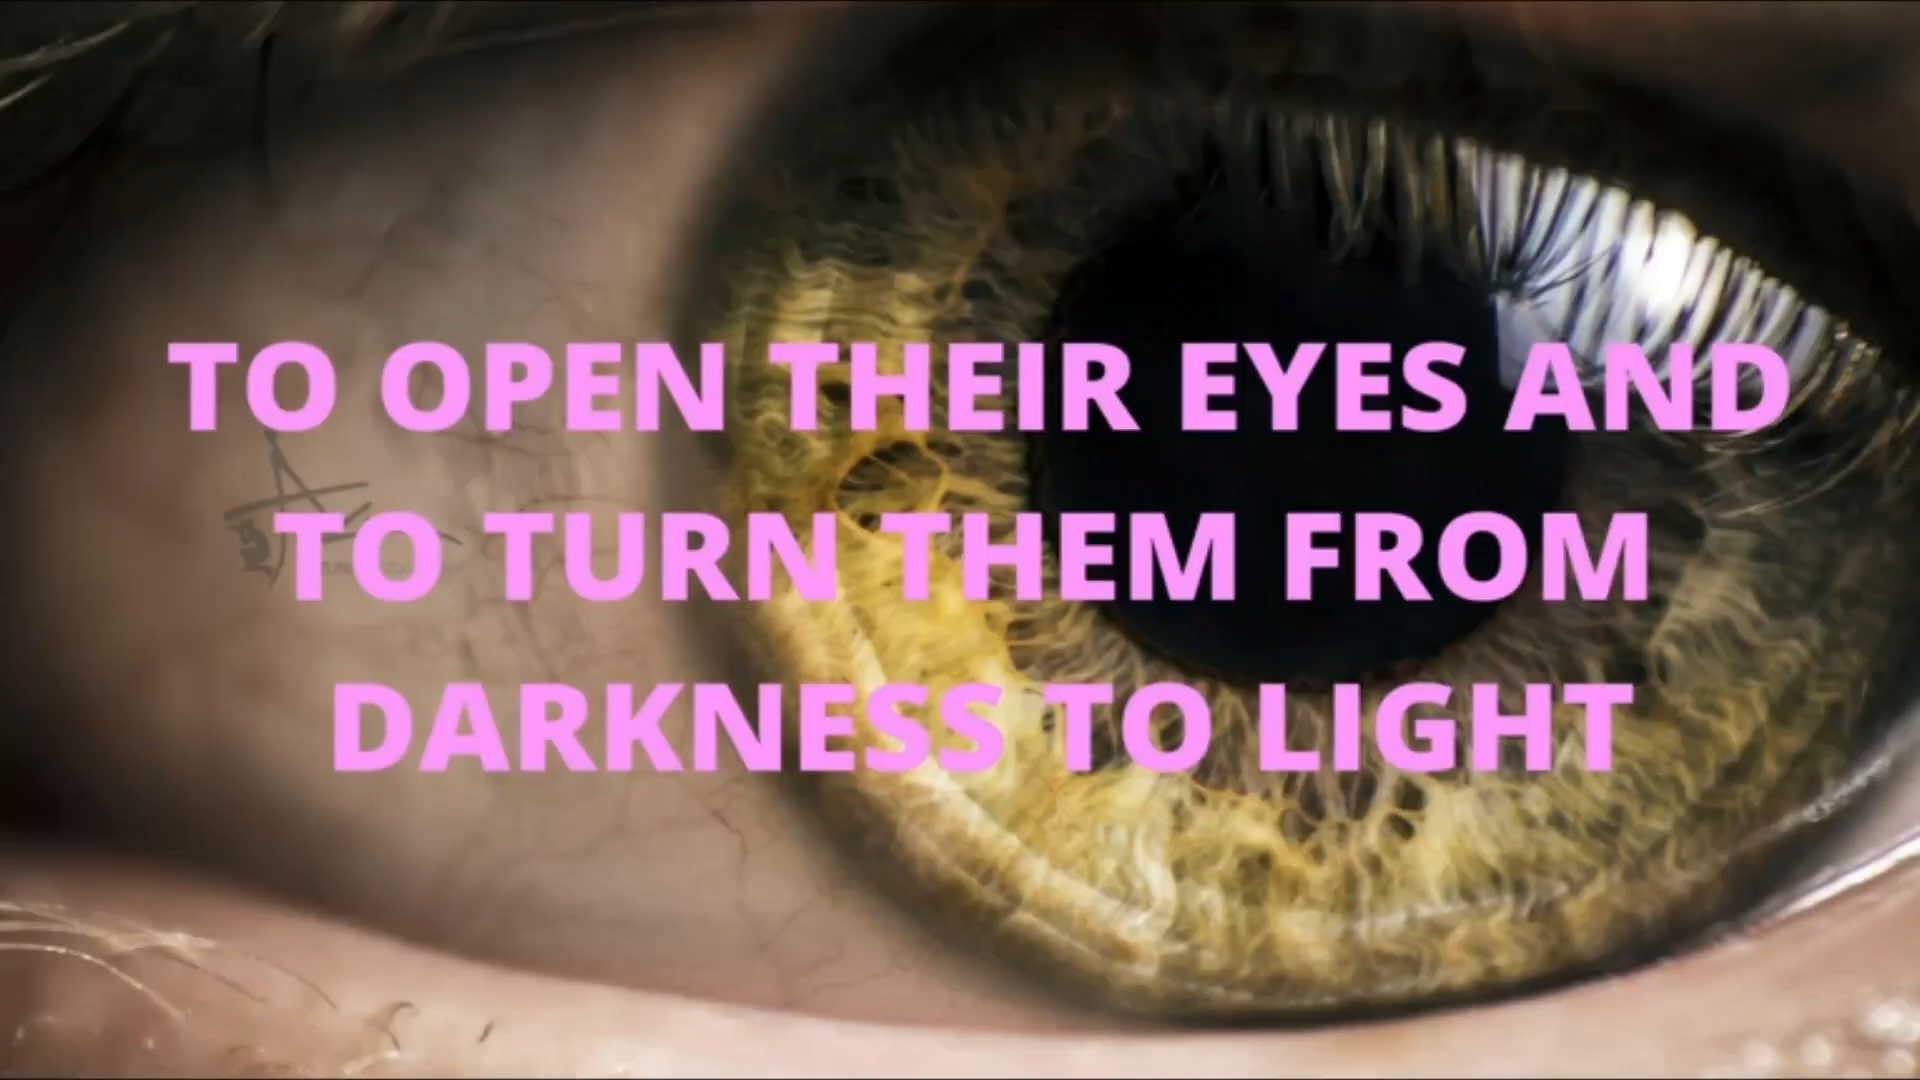 TO OPEN THEIR EYES AND
TO TURN THEM FROM
DARKNESS TO LIGHT